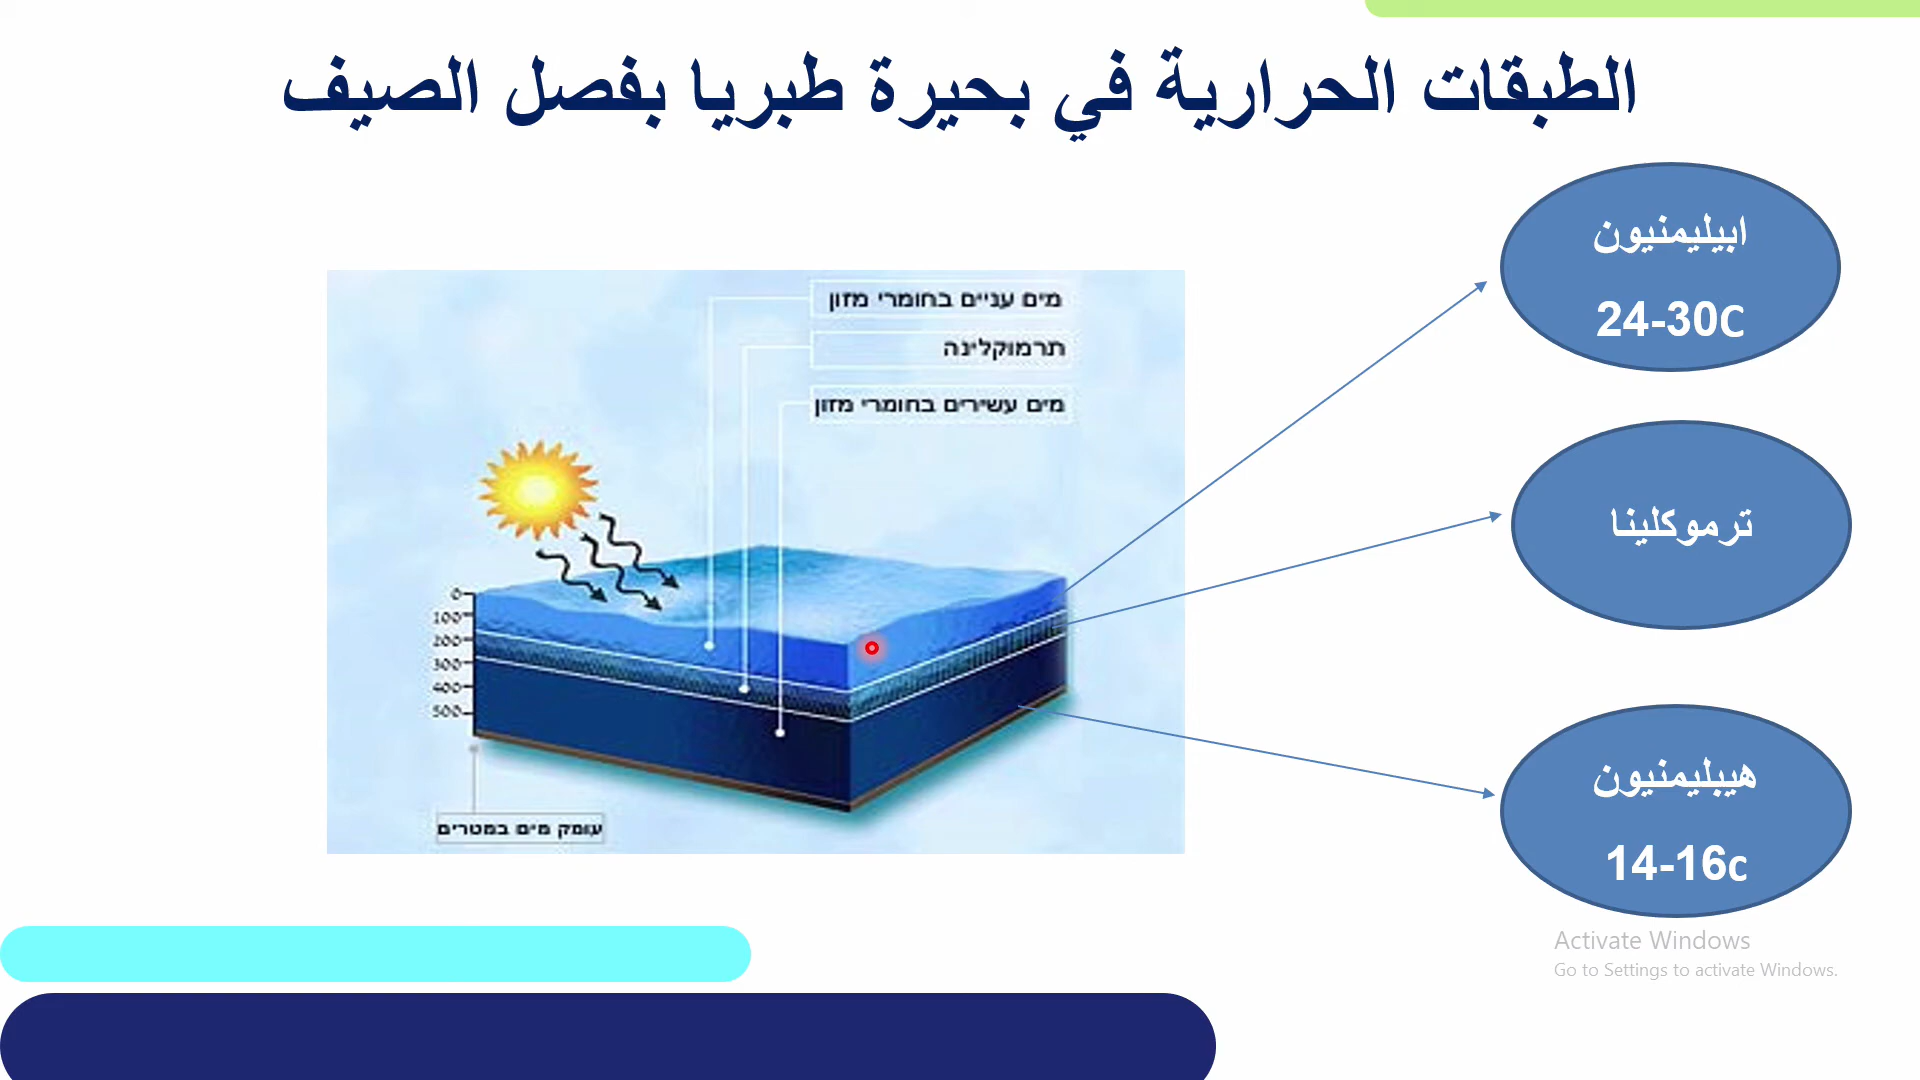 الطبقات الحرارية في بحيرة طبريا بفصل الصيف
ابيليمنيون
24-30C
מים עניים בחומרי מזון
תרמוקלינה
מים עשירים בחומרי מזון
ترموكلينا
0
100
200
300
400
500
עומק מים במטרים
هيبليمنيون
14-16c
Activate Windows
Go to Settings to activate Windows.